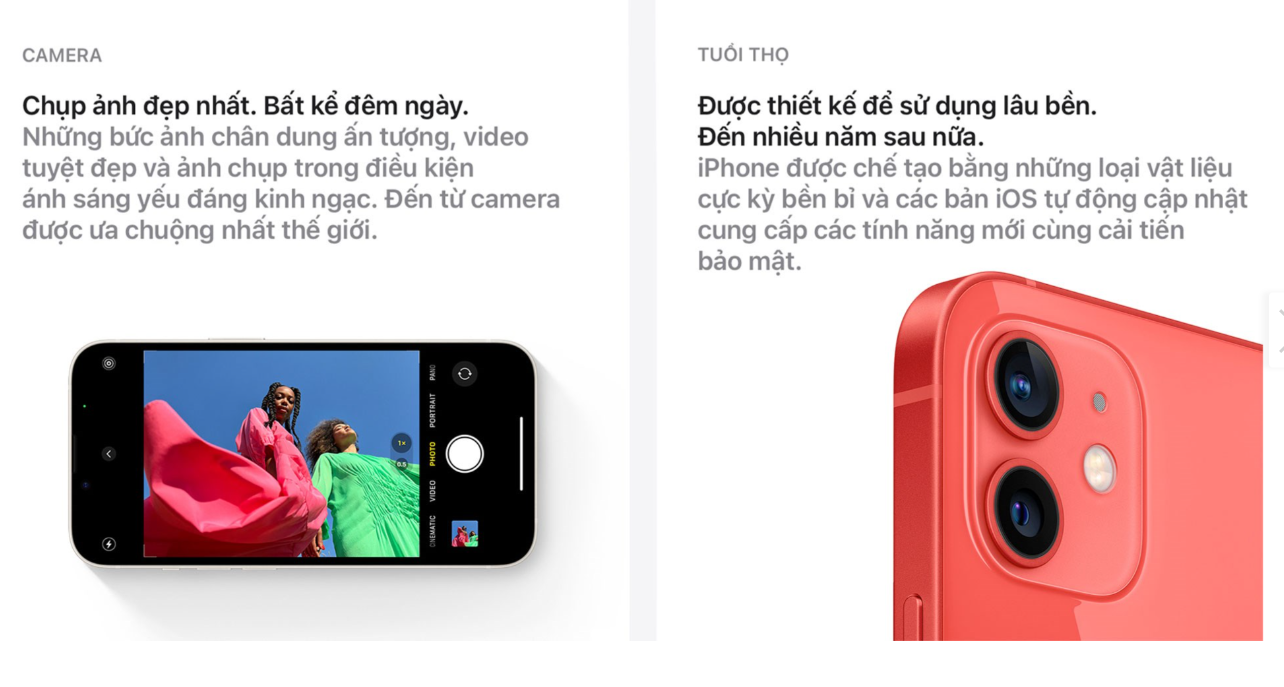 CAMERA
Chụp ảnh đẹp nhất. Bất kể đêm ngày.
Những bức ảnh chân dung ấn tượng, video
tuyệt đẹp và ảnh chụp trong điều kiện
ánh sáng yếu đáng kinh ngạc. Đến từ camera
được ưa chuộng nhất thế giới.
PANO
PORTRAIT
PHOTO
VIDEO
CINEMATIC
1×
0.5
TUỔI THỌ
Được thiết kế để sử dụng lâu bền.
Đến nhiều năm sau nữa.
iPhone được chế tạo bằng những loại vật liệu
cực kỳ bền bỉ và các bản iOS tự động cập nhật
cung cấp các tính năng mới cùng cải tiến
bảo mật.